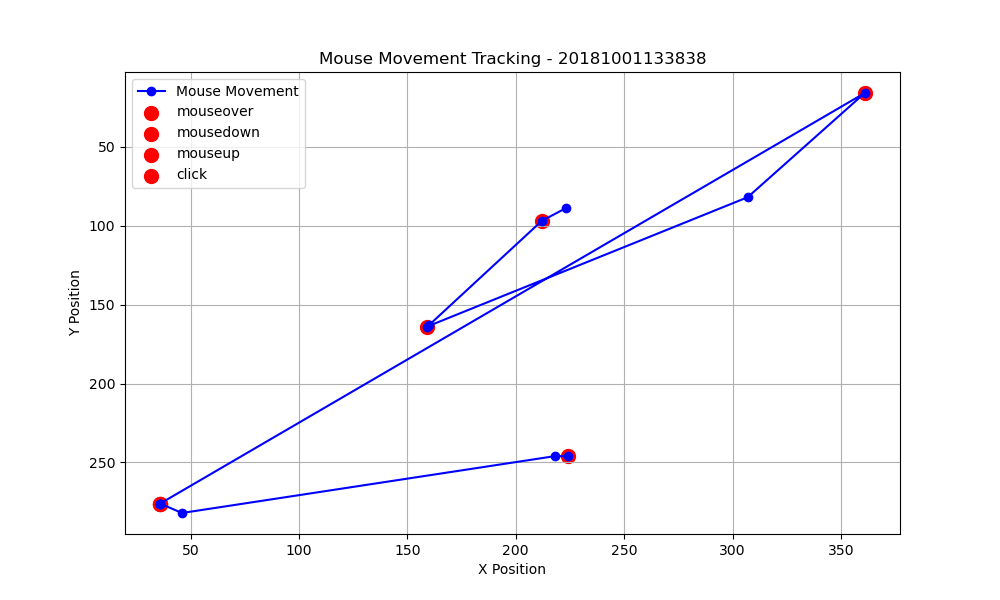 Mouse Movement Tracking - 20181001133838
Mouse Movement
mouseover
mousedown
mouseup
click
50
100
150
200
250
Y Position
50
100
150
200
250
300
350
X Position